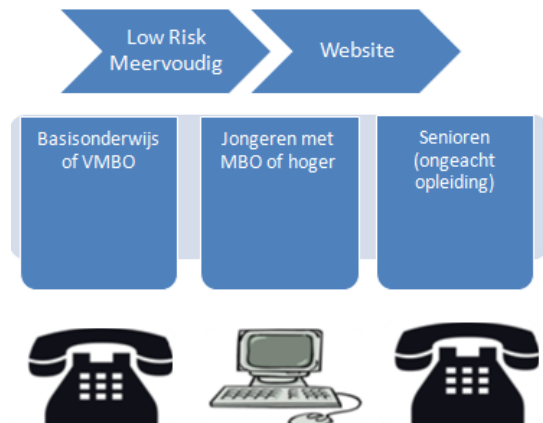 Low Risk
Meervoudig
Website
Basisonderwijs
of VMBO
Jongeren met
MBO of hoger
Senioren
(ongeacht
opleiding)